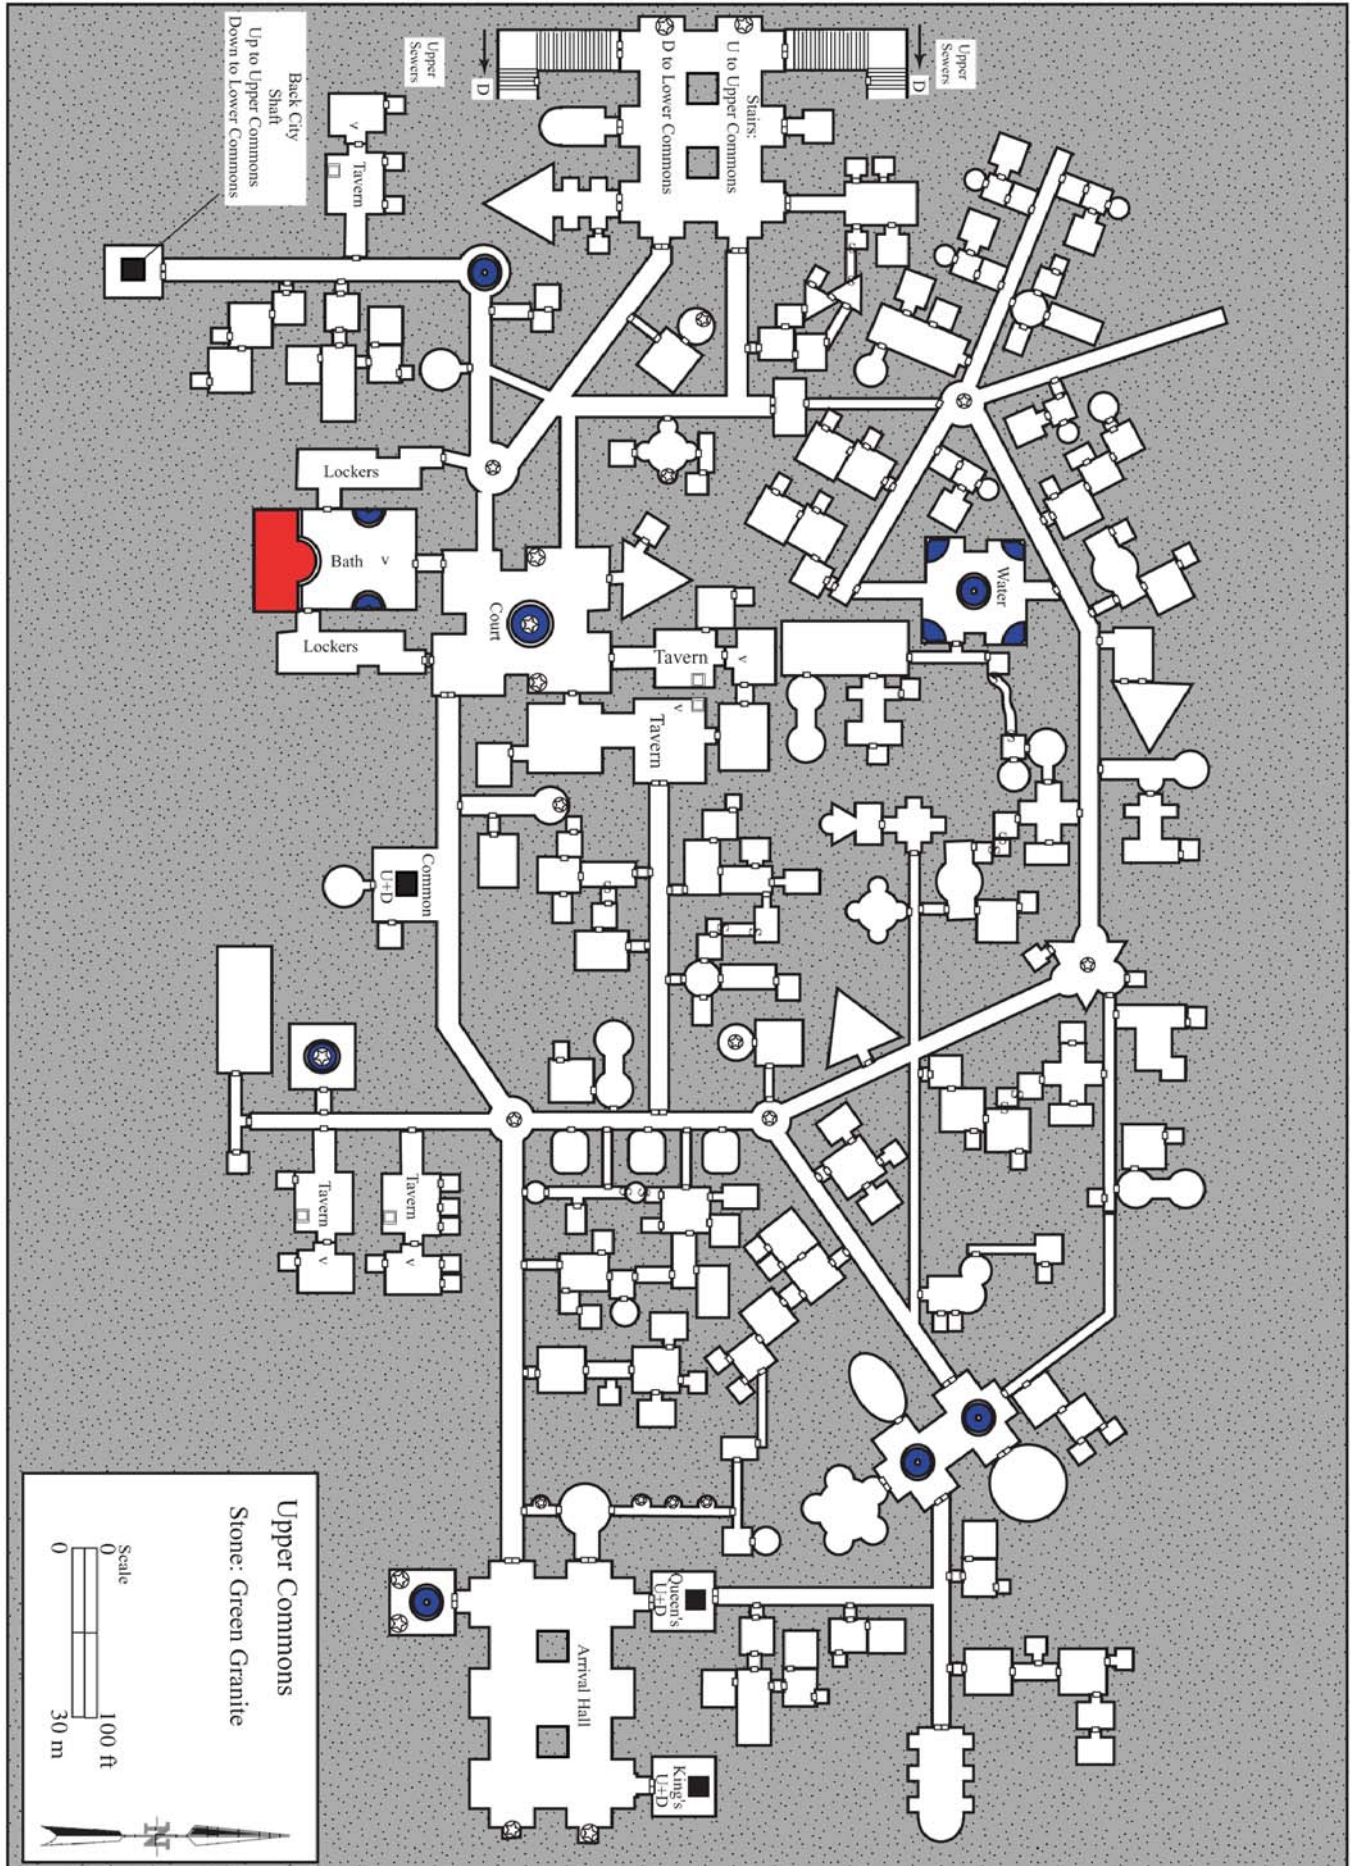 Upper
Sewers
D
Upper
Sewers
D
Stairs:
U to Upper Commons
D to Lower Commons
Back City
Shaft
Up to Upper Commons
Down to Lower Commons
v
Tavern
Lockers
Bath
v
Lockers
Court
Water
Tavern
v
Tavern
v
Common
U+D
Tavern
v
Tavern
v
Queen's
U+D
Arrival Hall
King's
U+D
Upper Commons
Stone: Green Granite
Scale
0
100 ft
0
30 m
N